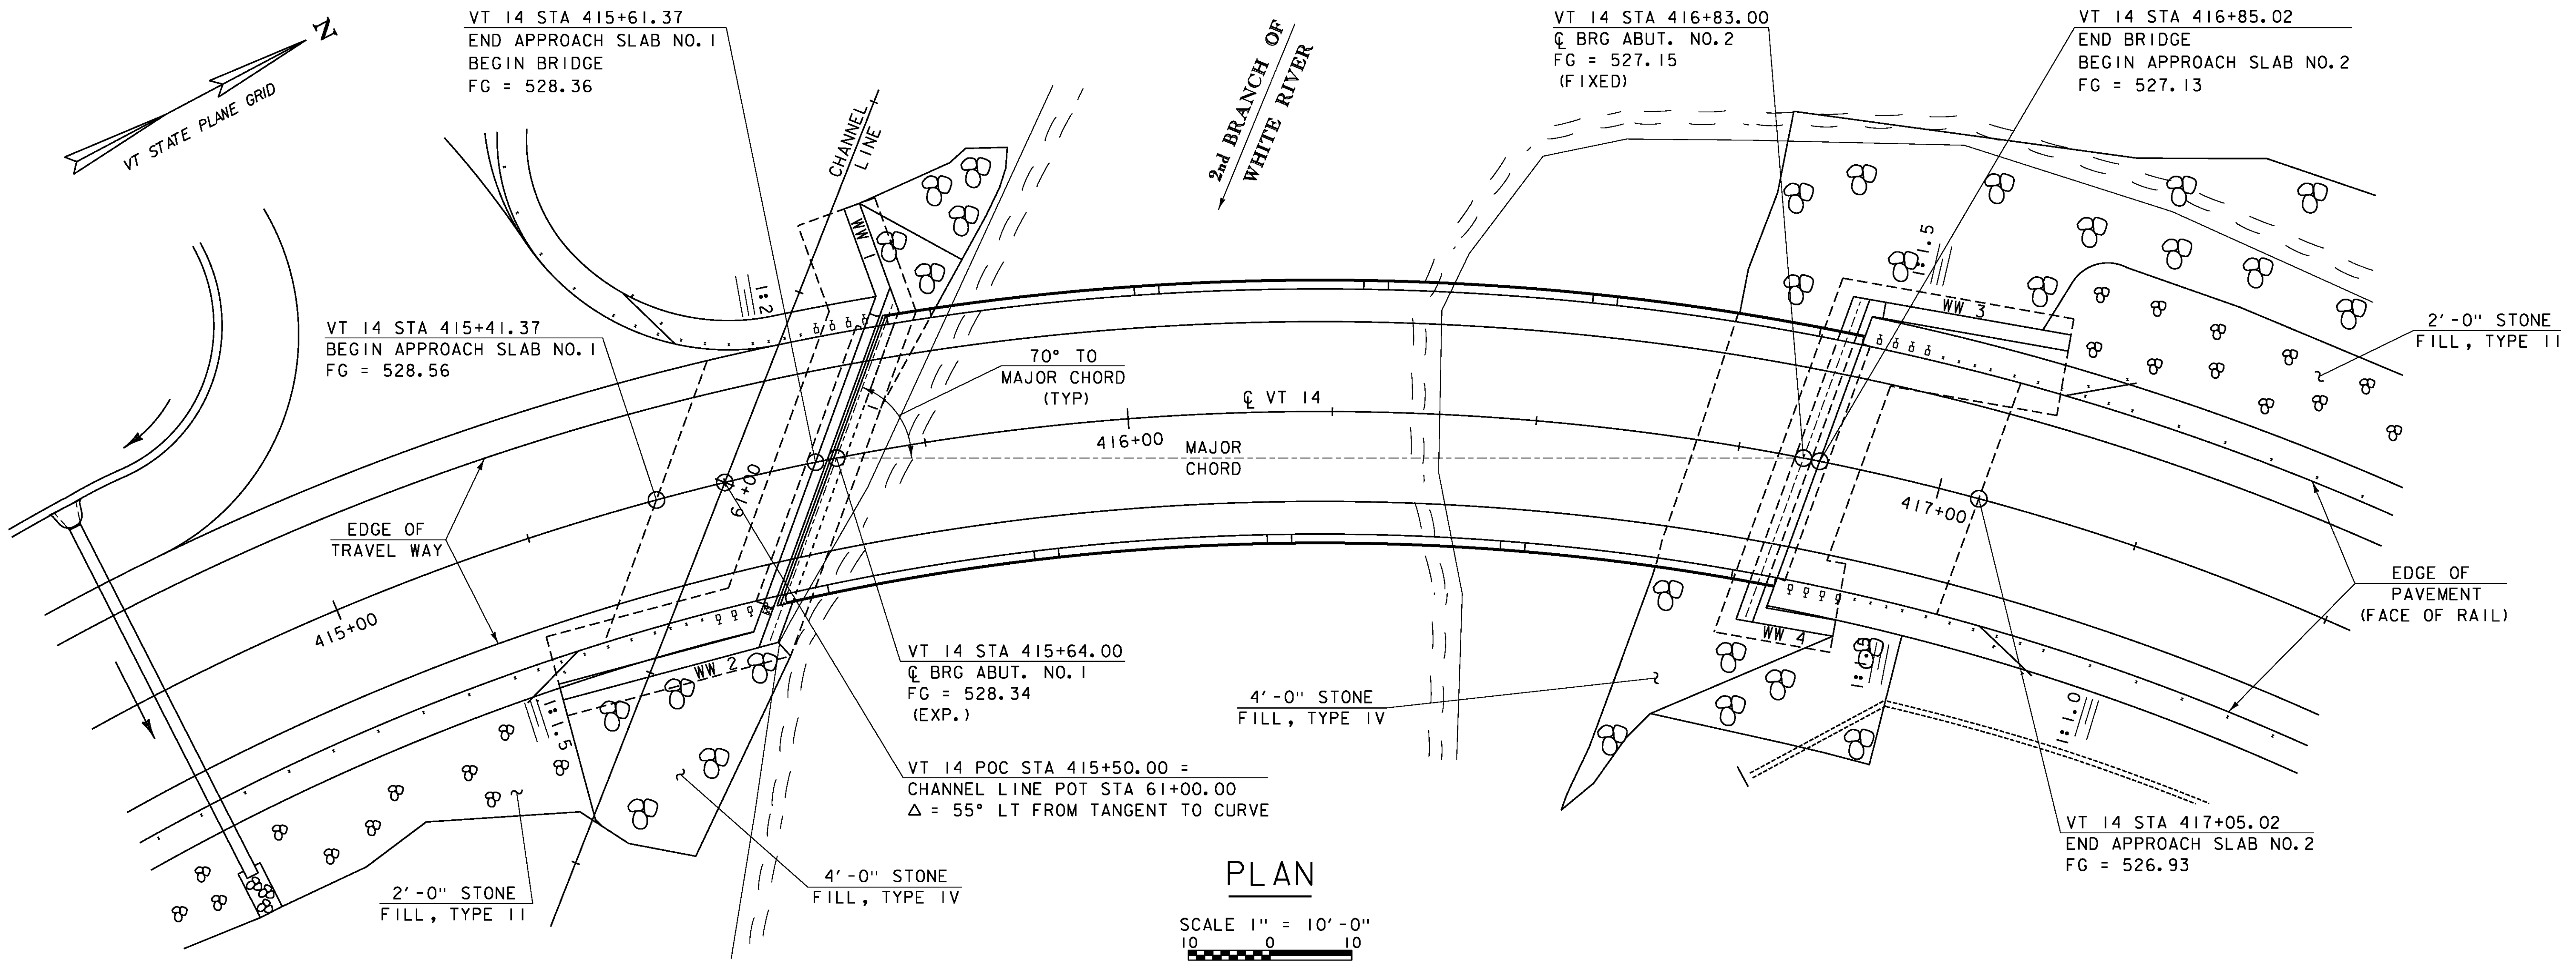 N
VT STATE PLANE GRID
VT 14 STA 415+61.37
END APPROACH SLAB NO. 1
BEGIN BRIDGE
FG = 528.36
CHANNEL
LINE
2nd BRANCH OF
WHITE RIVER
VT 14 STA 416+83.00
℄ BRG ABUT. NO. 2
FG = 527.15
(FIXED)
VT 14 STA 416+85.02
END BRIDGE
BEGIN APPROACH SLAB NO. 2
FG = 527.13
VT 14 STA 415+41.37
BEGIN APPROACH SLAB NO. 1
FG = 528.56
1:2
WW 1
70° TO
MAJOR CHORD
(TYP)
℄ VT 14
416+00
MAJOR
CHORD
1:1.5
WW 3
2'-0" STONE
FILL, TYPE II
EDGE OF
TRAVEL WAY
415+00
61+00
417+00
EDGE OF
PAVEMENT
(FACE OF RAIL)
WW 2
1:1.5
VT 14 STA 415+64.00
℄ BRG ABUT. NO. 1
FG = 528.34
(EXP.)
4'-0" STONE
FILL, TYPE IV
WW 4
1:1.5
1:1.0
VT 14 POC STA 415+50.00 =
CHANNEL LINE POT STA 61+00.00
Δ = 55° LT FROM TANGENT TO CURVE
VT 14 STA 417+05.02
END APPROACH SLAB NO. 2
FG = 526.93
2'-0" STONE
FILL, TYPE II
4'-0" STONE
FILL, TYPE IV
PLAN
SCALE 1" = 10'-0"
10 0 10